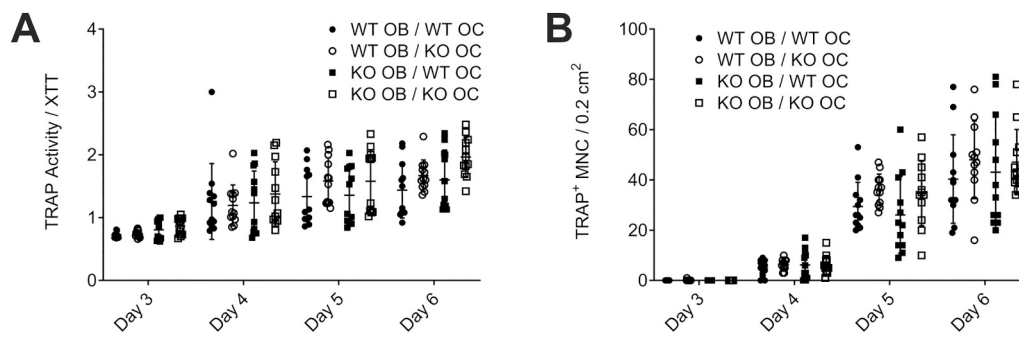 A
TRAP Activity / XTT
4
3
2
1
0
WT OB / WT OC
WT OB / KO OC
KO OB / WT OC
KO OB / KO OC
Day 3
Day 4
Day 5
Day 6
B
TRAP⁺ MNC / 0.2 cm²
100
80
60
40
20
0
WT OB / WT OC
WT OB / KO OC
KO OB / WT OC
KO OB / KO OC
Day 3
Day 4
Day 5
Day 6